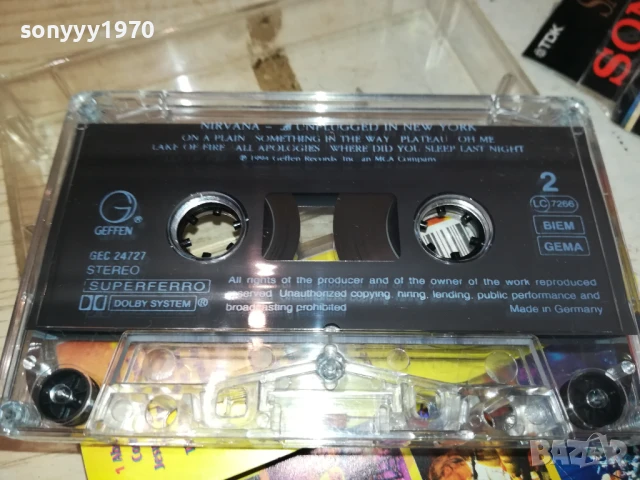 sonyyy1970
NIRVANA – UNPLUGGED IN NEW YORK
ON A PLAIN SOMETHING IN THE WAY PLATEAU OH ME
LAKE OF FIRE ALL APOLOGIES WHERE DID YOU SLEEP LAST NIGHT
Geffen Records, Inc. an MCA Company
2
G ®
GEFFEN
LC 7266
BIEM
GEMA
GEC 24727
STEREO
SUPERFERRO
DOLBY SYSTEM ®
All rights of the producer and of the owner of the work reproduced
reserved. Unauthorized copying, hiring, lending, public performance and
broadcasting prohibited
Made in Germany
TDK
SON
BAZAR